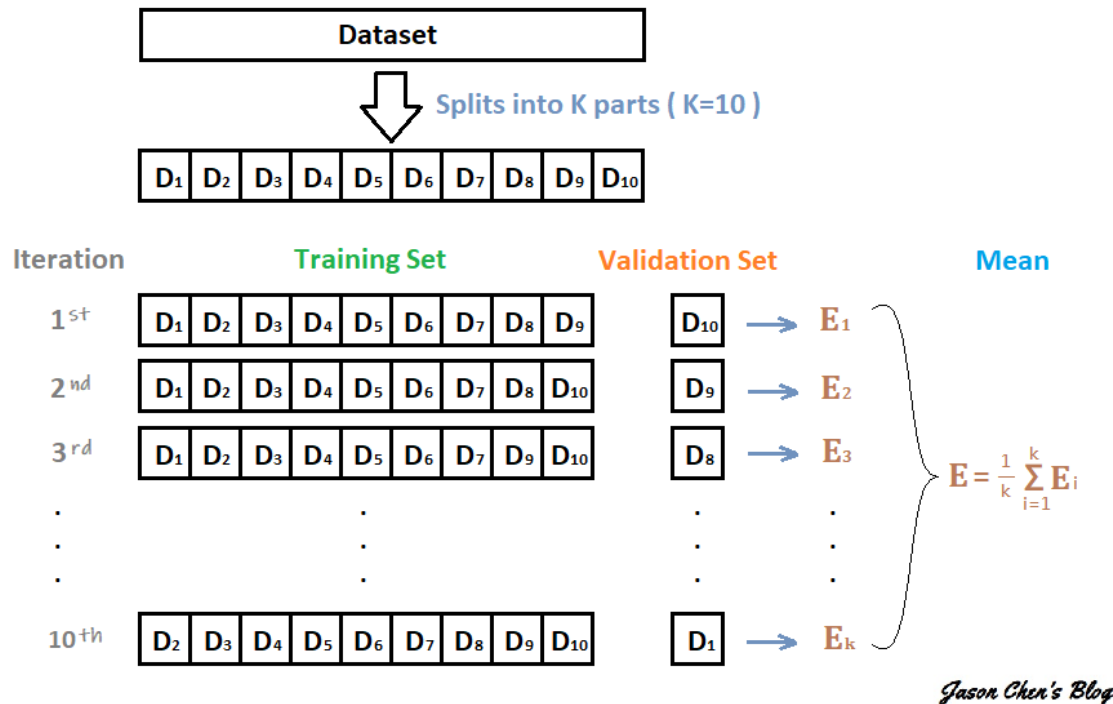 Dataset
Splits into K parts ( K=10 )
D₁ D₂ D₃ D₄ D₅ D₆ D₇ D₈ D₉ D₁₀
Iteration Training Set Validation Set Mean
1ˢᵗ D₁ D₂ D₃ D₄ D₅ D₆ D₇ D₈ D₉ D₁₀ → E₁
2ⁿᵈ D₁ D₂ D₃ D₄ D₅ D₆ D₇ D₈ D₁₀ D₉ → E₂
3ʳᵈ D₁ D₂ D₃ D₄ D₅ D₆ D₇ D₉ D₁₀ D₈ → E₃
E = 1/k ∑ᵢ₌₁ᵏ Eᵢ
. . . .
. . . .
. . . .
10ᵗʰ D₂ D₃ D₄ D₅ D₆ D₇ D₈ D₉ D₁₀ D₁ → Eₖ
Jason Chen's Blog